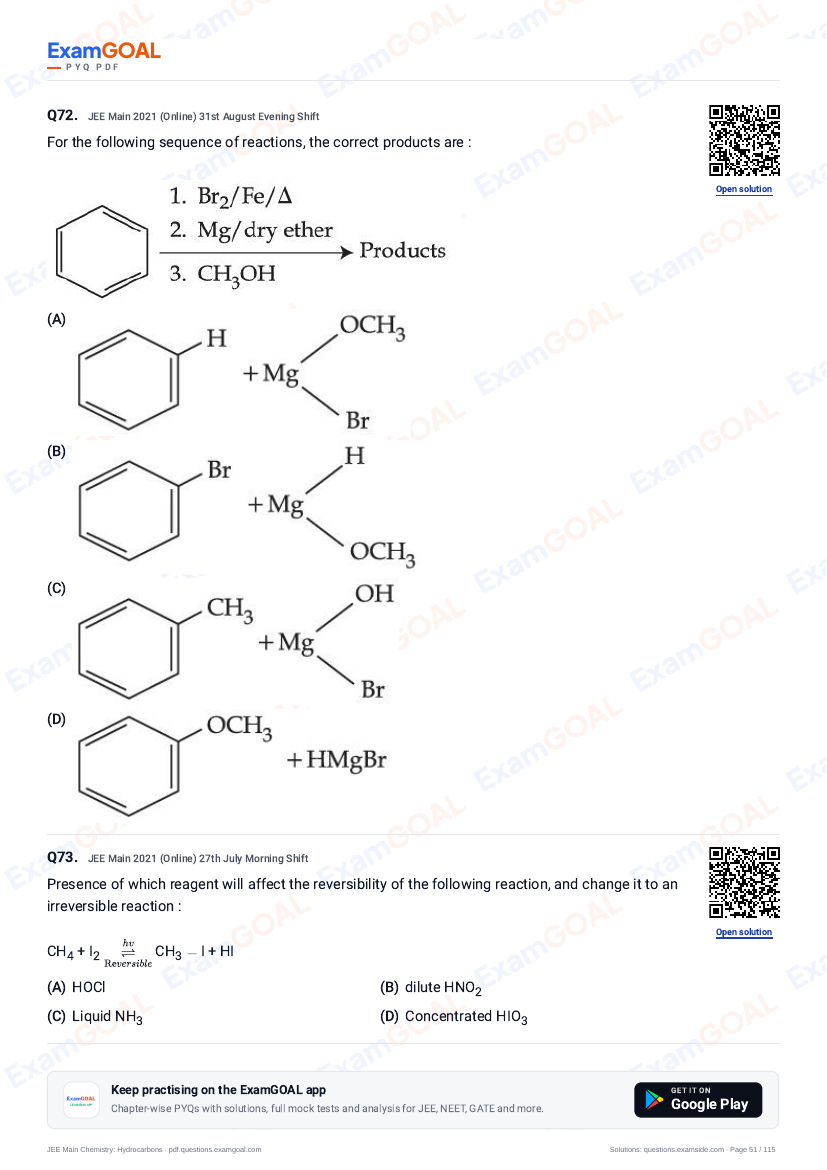 ExamGOAL
PYQ PDF
Q72. JEE Main 2021 (Online) 31st August Evening Shift
For the following sequence of reactions, the correct products are :
Open solution
1. Br₂/Fe/Δ
2. Mg/dry ether
Products
3. CH₃OH
(A)
H
OCH₃
+Mg
Br
(B)
Br
H
+Mg
OCH₃
(C)
CH₃
OH
+Mg
Br
(D)
OCH₃
+HMgBr
Q73. JEE Main 2021 (Online) 27th July Morning Shift
Presence of which reagent will affect the reversibility of the following reaction, and change it to an
irreversible reaction :
Open solution
CH₄ + I₂ hν ⇌ Reversible CH₃ – I + HI
(A) HOCl (B) dilute HNO₂
(C) Liquid NH₃ (D) Concentrated HIO₃
Keep practising on the ExamGOAL app
Chapter-wise PYQs with solutions, full mock tests and analysis for JEE, NEET, GATE and more.
GET IT ON
Google Play
JEE Main Chemistry: Hydrocarbons · pdf.questions.examgoal.com Solutions: questions.examside.com · Page 51 / 115